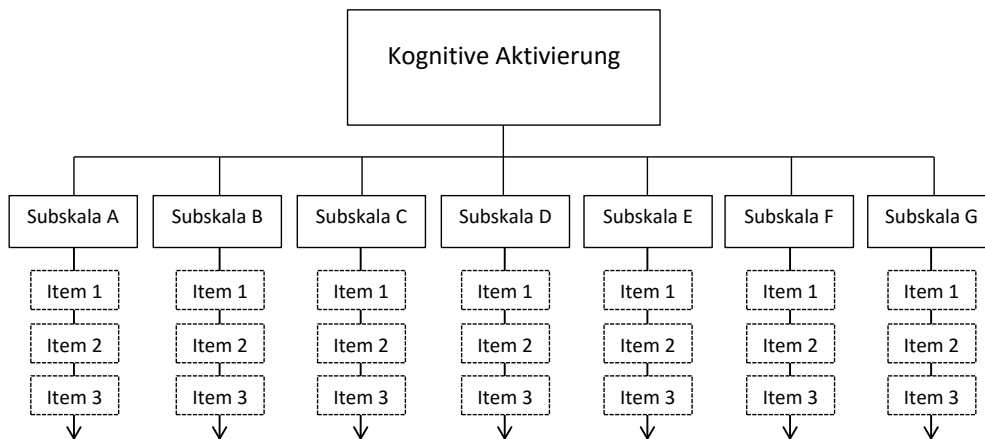 Kognitive Aktivierung
Subskala A
Subskala B
Subskala C
Subskala D
Subskala E
Subskala F
Subskala G
Item 1
Item 1
Item 1
Item 1
Item 1
Item 1
Item 1
Item 2
Item 2
Item 2
Item 2
Item 2
Item 2
Item 2
Item 3
Item 3
Item 3
Item 3
Item 3
Item 3
Item 3